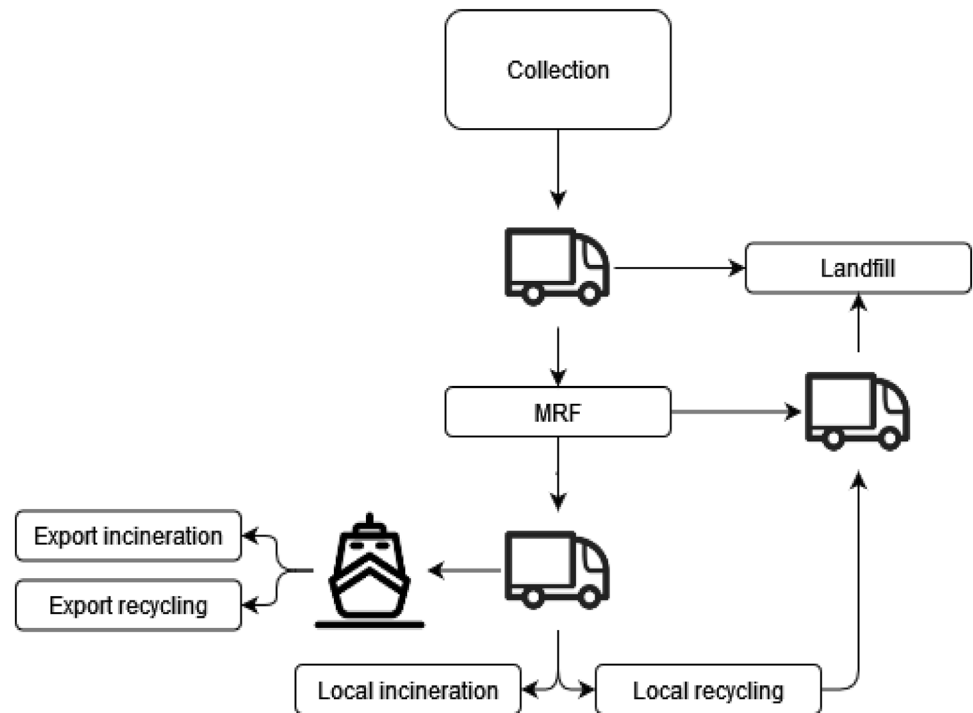 Collection
Landfill
MRF
Export incineration
Export recycling
Local incineration
Local recycling